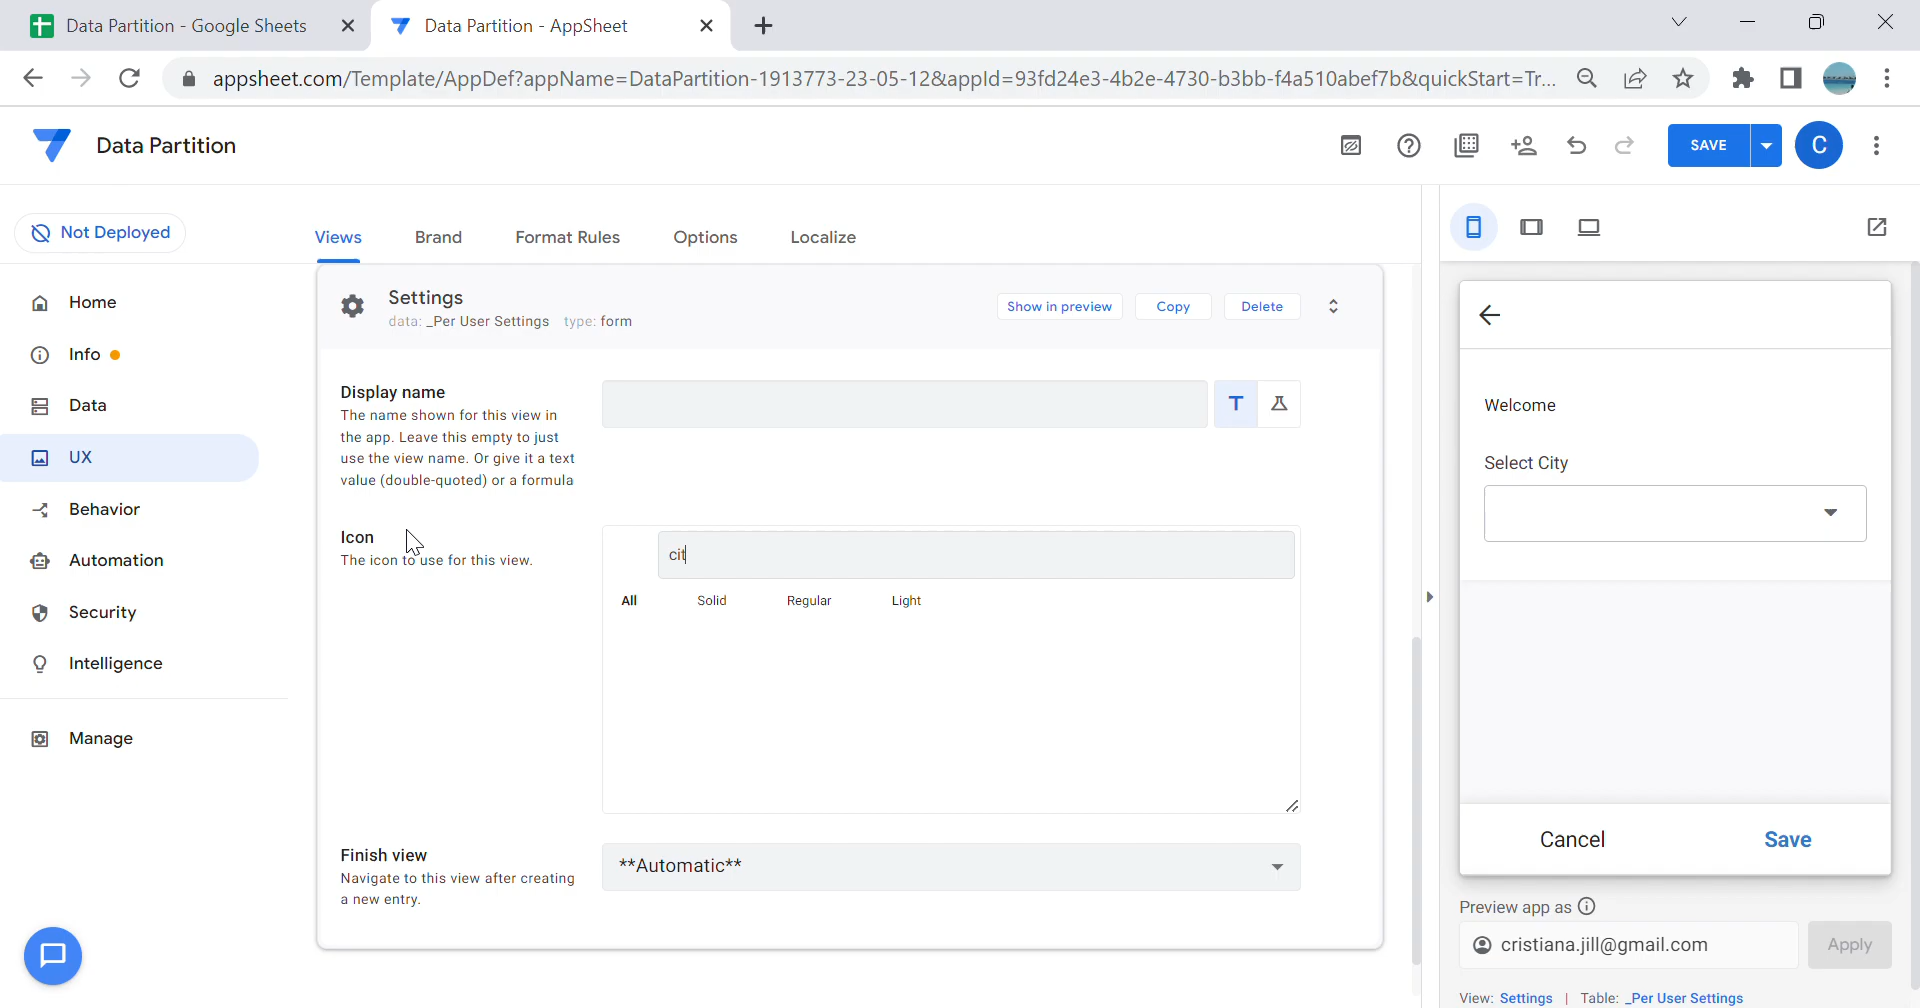 Data Partition - Google Sheets
Data Partition - AppSheet
appsheet.com/Template/AppDef?appName=DataPartition-1913773-23-05-12&appId=93fd24e3-4b2e-4730-b3bb-f4a510abef7b&quickStart=Tr...
Data Partition
SAVE
C
Not Deployed
Views
Brand
Format Rules
Options
Localize
Home
Info
Data
UX
Behavior
Automation
Security
Intelligence
Manage
Settings
data: _Per User Settings type: form
Show in preview
Copy
Delete
Display name
The name shown for this view in
the app. Leave this empty to just
use the view name. Or give it a text
value (double-quoted) or a formula
Icon
The icon to use for this view.
cit
All
Solid
Regular
Light
Finish view
Navigate to this view after creating
a new entry.
**Automatic**
Welcome
Select City
Cancel
Save
Preview app as
cristiana.jill@gmail.com
Apply
View: Settings | Table: _Per User Settings